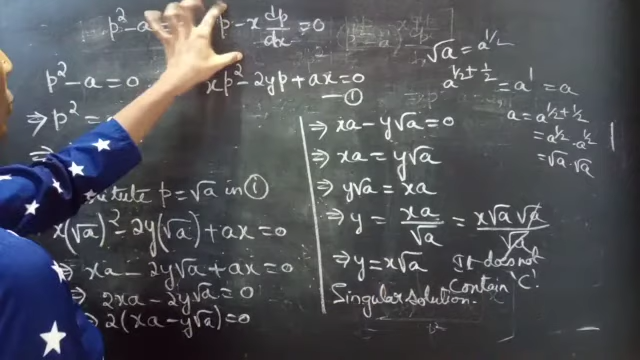 p² - a = p - x dp/dx = 0
p² - a = 0
⇒ p² =
p = √a in ①
x(√a)² - 2y(√a) + ax = 0
⇒ xa - 2y√a + ax = 0
⇒ 2xa - 2y√a = 0
⇒ 2(xa - y√a) = 0
xp² - 2yp + ax = 0
- ①
⇒ xa - y√a = 0
⇒ xa = y√a
⇒ y√a = xa
⇒ y = xa/√a = x√a √a/√a
⇒ y = x√a
It does not
Contain 'C'.
Singular solution.
√a = a^1/2
a^1/2 + 1/2 = a¹ = a
a = a^1/2 + 1/2
= a^1/2 . a^1/2
= √a . √a